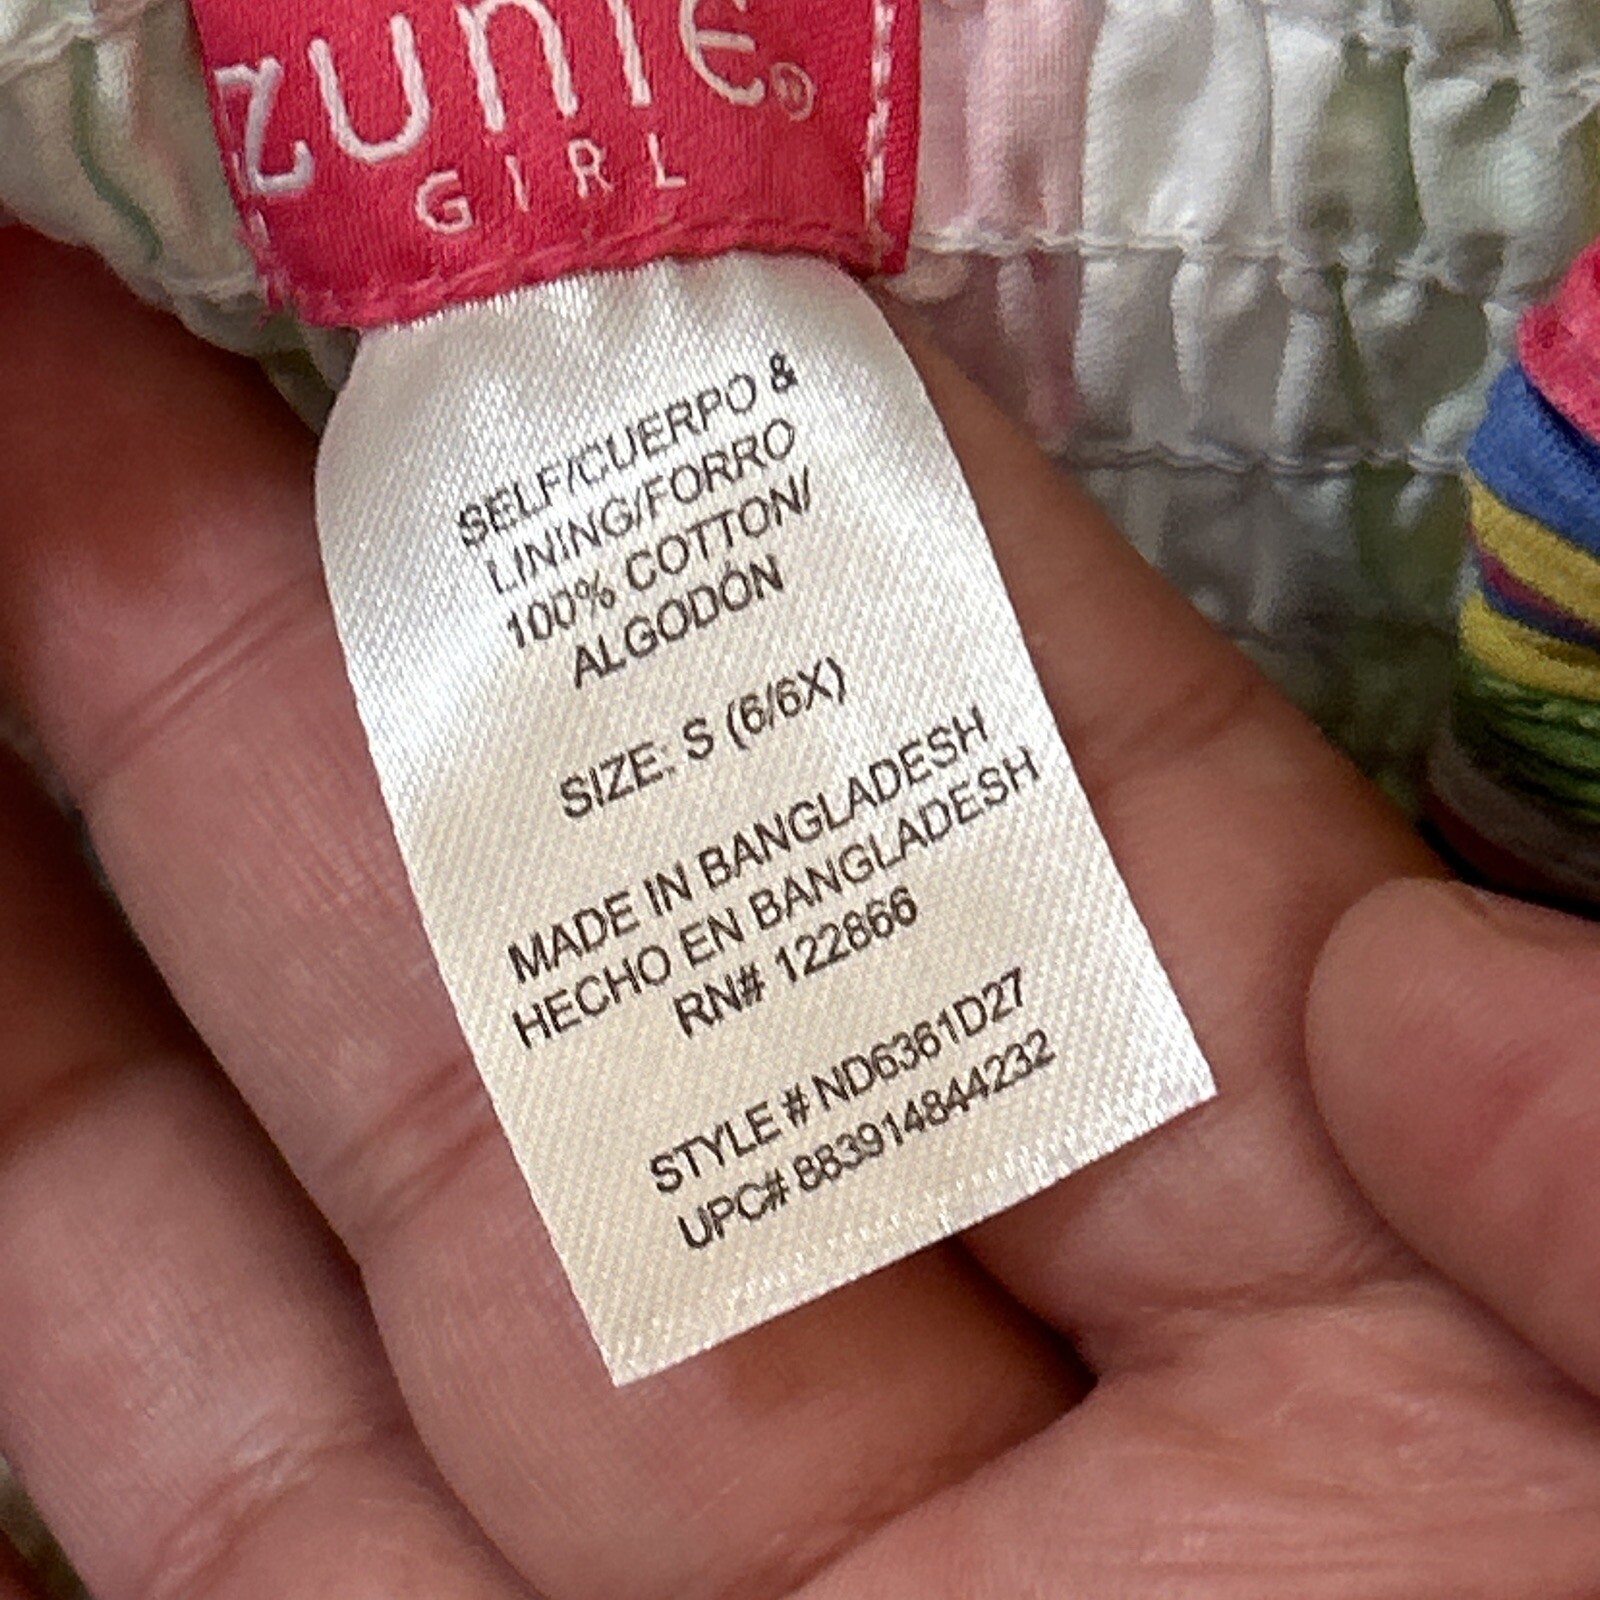 zunie®
GIRL
SELF/CUERPO &
LINING/FORRO
100% COTTON/
ALGODÓN
SIZE: S (6/6X)
MADE IN BANGLADESH
HECHO EN BANGLADESH
RN# 122866
STYLE # ND6361D27
UPC# 883914844232